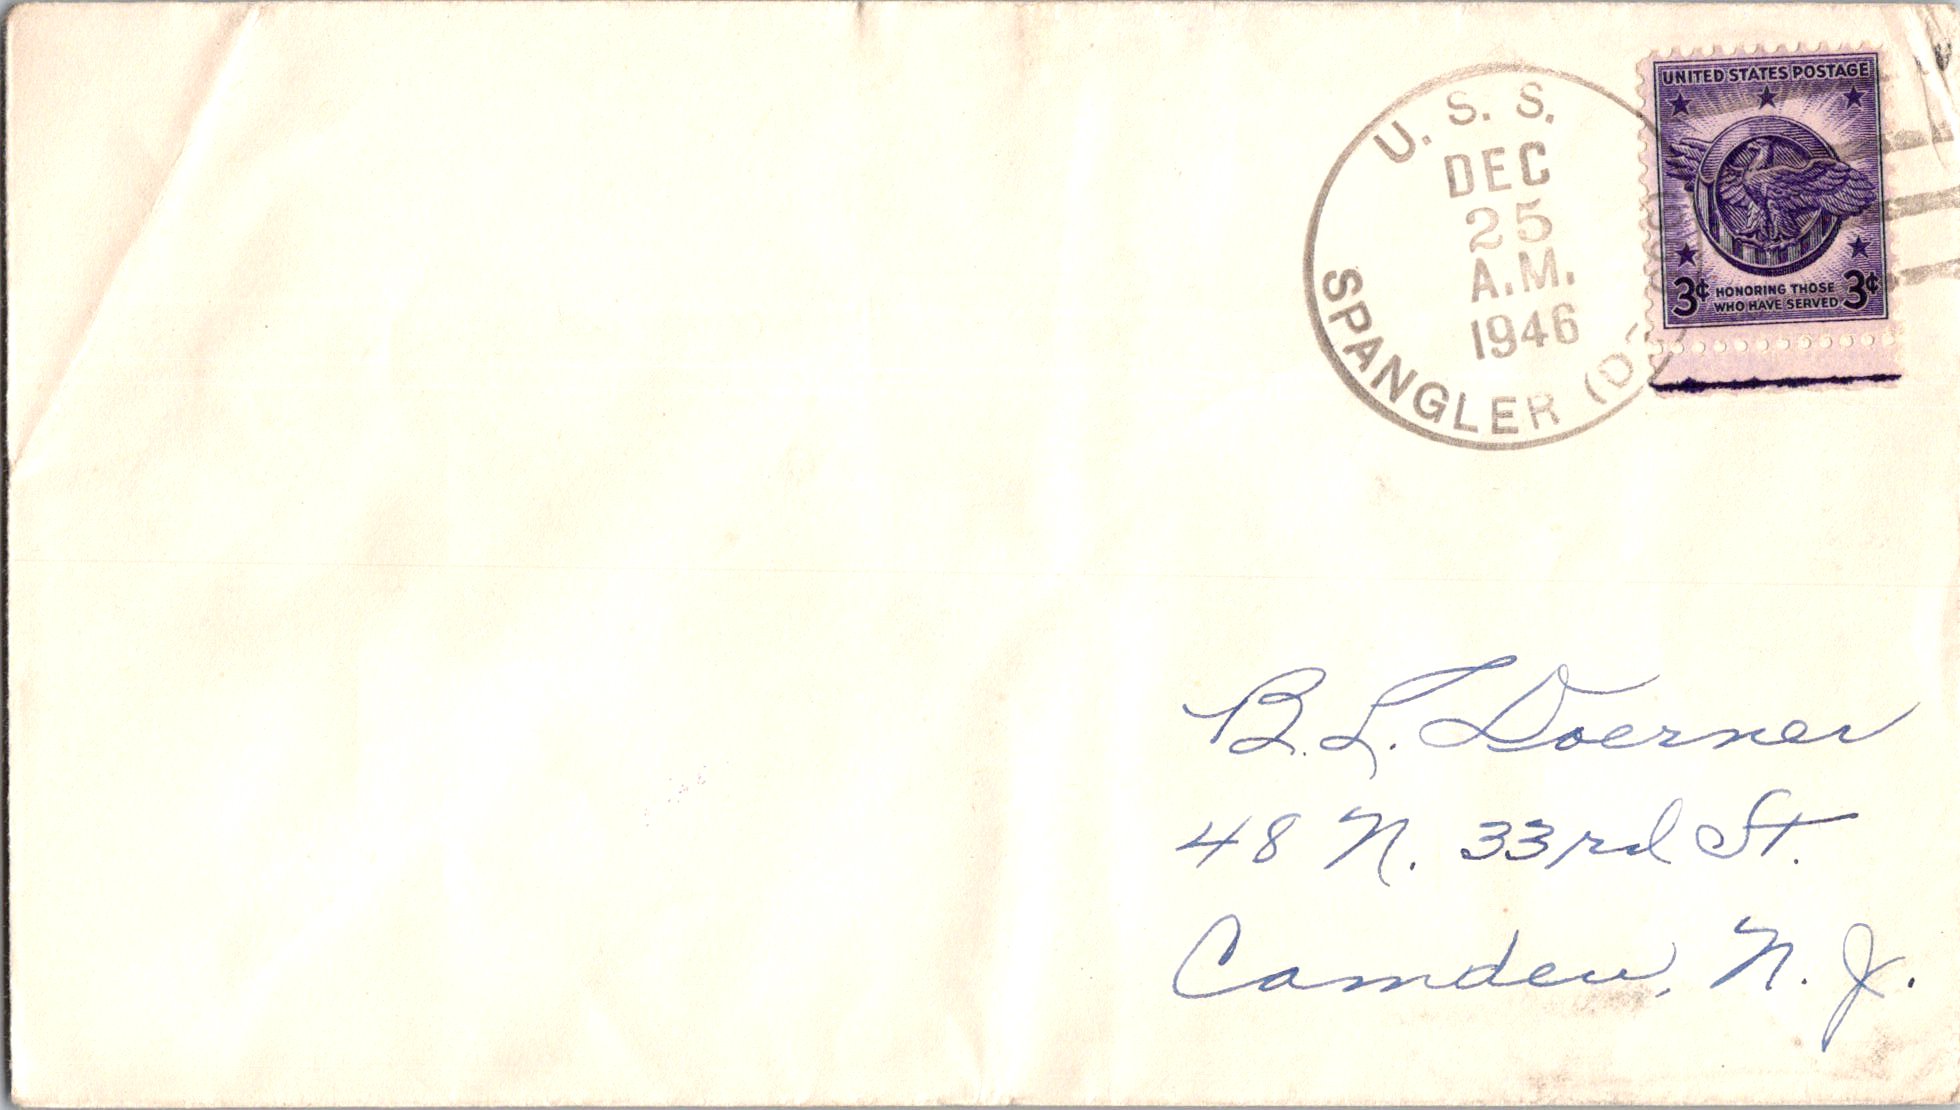 U. S. S.
DEC
25
A.M.
1946
SPANGLER (D
UNITED STATES POSTAGE
3¢ HONORING THOSE 3¢
WHO HAVE SERVED
B. L. Doerner
48 N. 33rd St.
Camden, N. J.